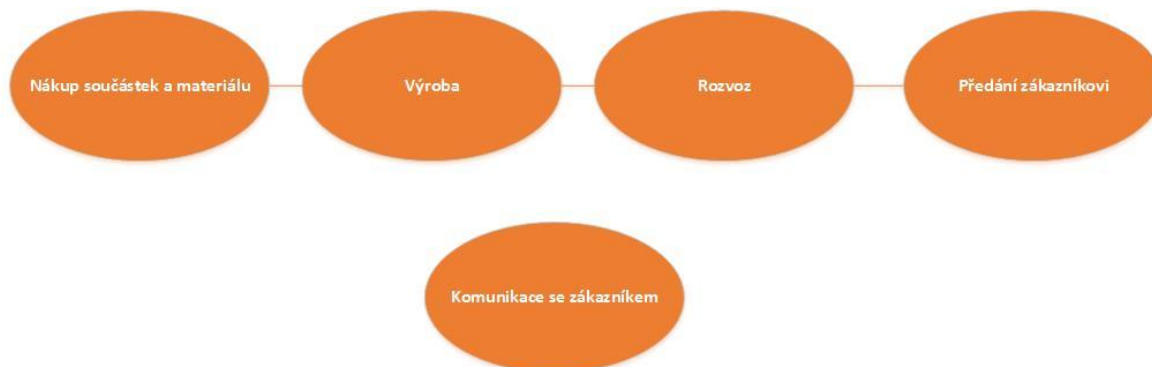 Nákup součástek a materiálu
Výroba
Rozvoz
Předání zákazníkovi
Komunikace se zákazníkem